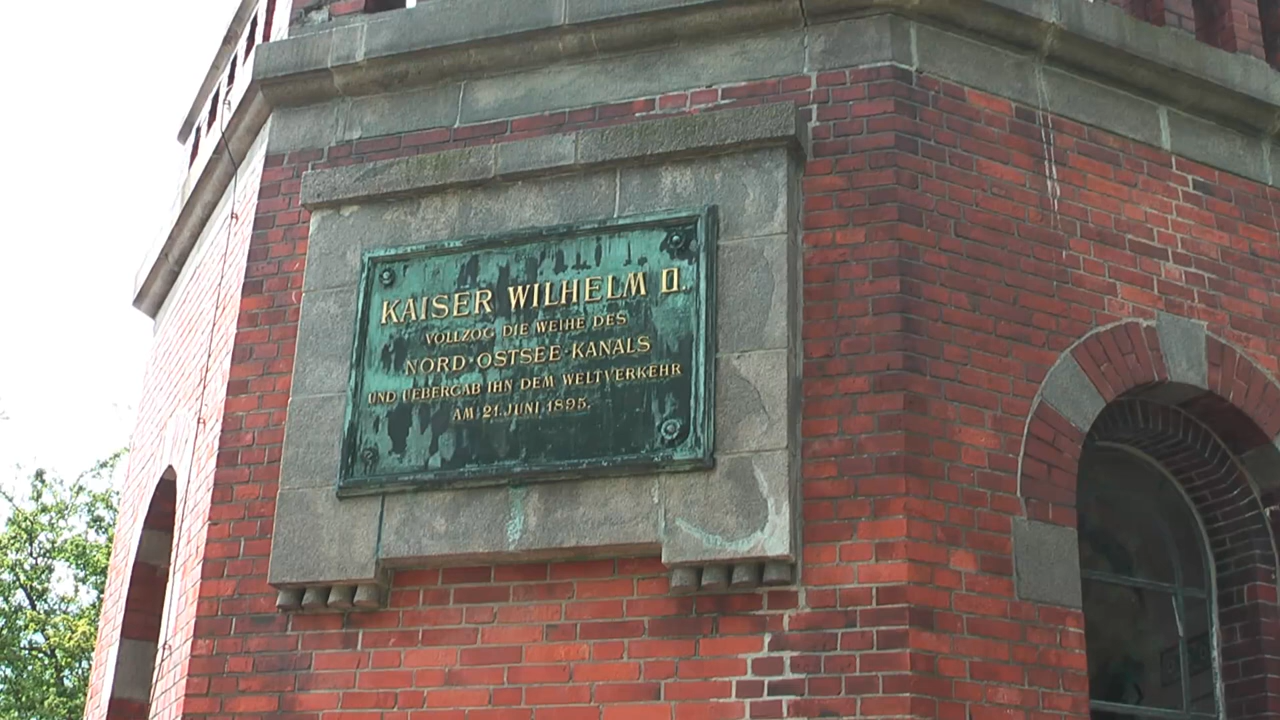 KAISER WILHELM II.
VOLLZOG DIE WEIHE DES
NORD·OSTSEE·KANALS
UND UEBERGAB IHN DEM WELTVERKEHR
AM 21.JUNI 1895.